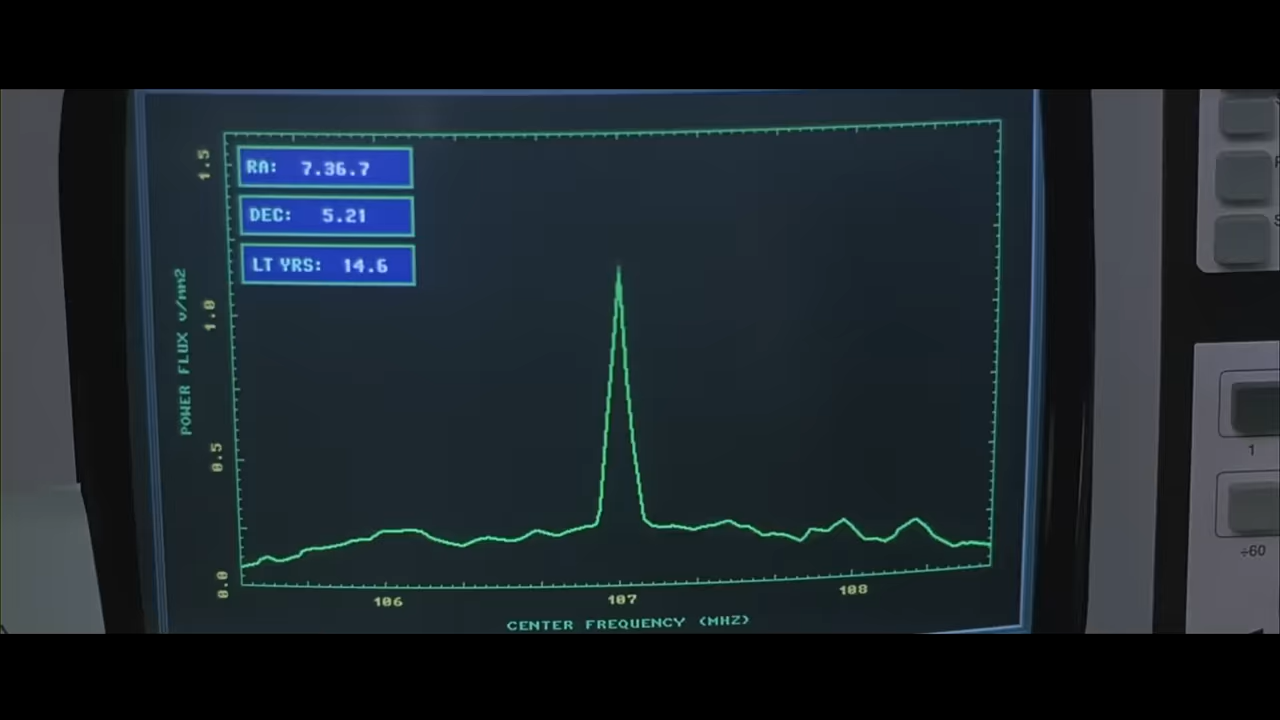 RA: 7.36.7
DEC: 5.21
LT YRS: 14.6
1.5
1.0
0.5
0.0
POWER FLUX v/mm2
106 107 108
CENTER FREQUENCY (MHZ)
1
÷60